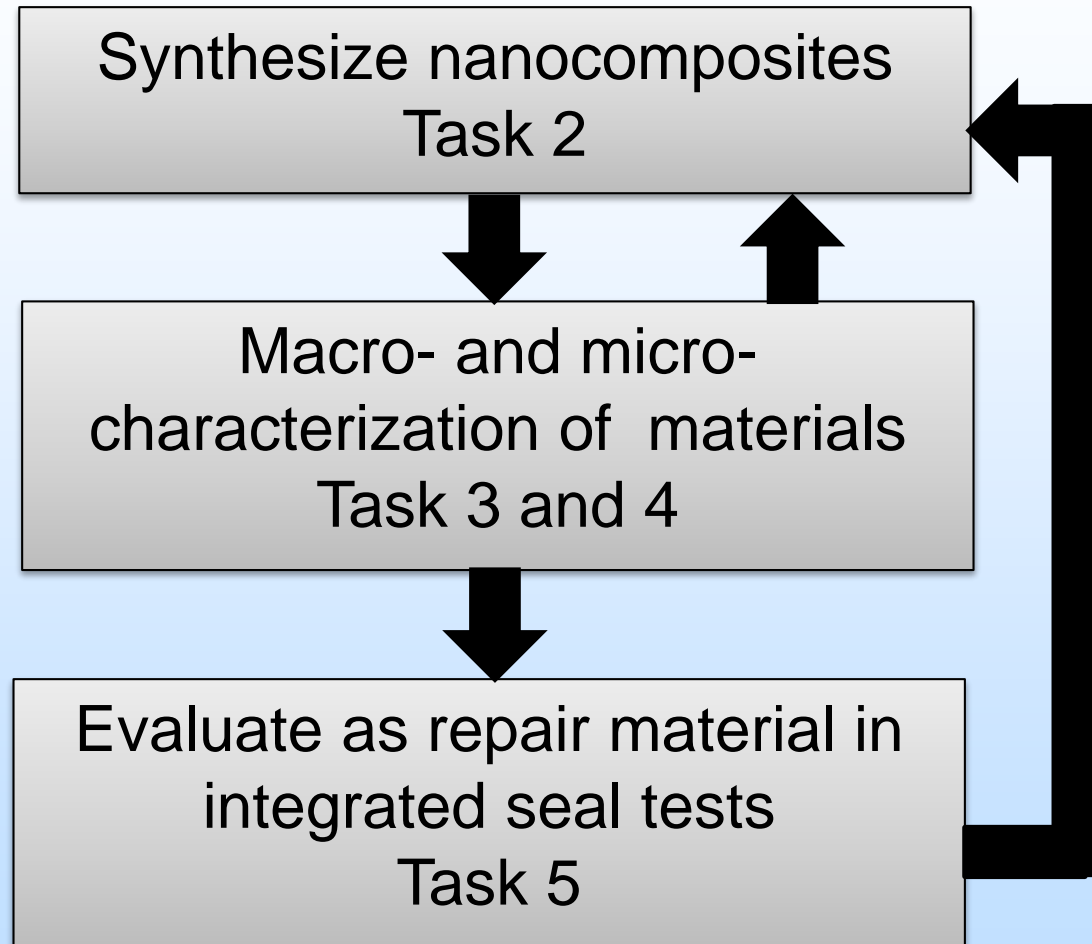 Synthesize nanocomposites
Task 2
Macro- and micro-
characterization of  materials
Task 3 and 4
Evaluate as repair material in
integrated seal tests
Task 5